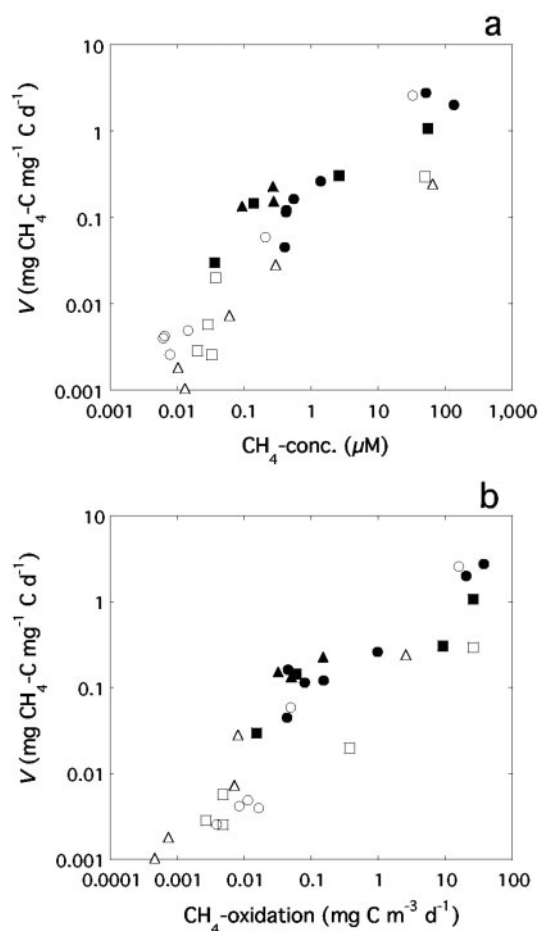 a
10
1
0.1
0.01
0.001
V (mg CH₄-C mg⁻¹ C d⁻¹)
0.001 0.01 0.1 1 10 100 1,000
CH₄-conc. (µM)
b
10
1
0.1
0.01
0.001
V (mg CH₄-C mg⁻¹ C d⁻¹)
0.0001 0.001 0.01 0.1 1 10 100
CH₄-oxidation (mg C m⁻³ d⁻¹)